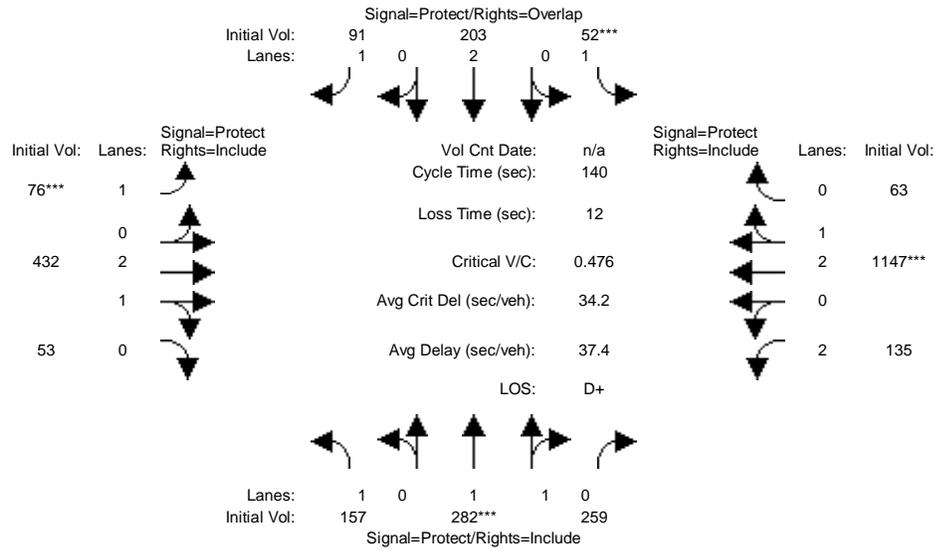 Signal=Protect/Rights=Overlap
Initial Vol: 91 203 52***
Lanes: 1 0 2 0 1
Signal=Protect
Initial Vol: Lanes: Rights=Include
Vol Cnt Date: n/a
Signal=Protect
Rights=Include Lanes: Initial Vol:
Cycle Time (sec): 140
76*** 1
0 63
Loss Time (sec): 12
0
1
432 2
Critical V/C: 0.476
2 1147***
1
Avg Crit Del (sec/veh): 34.2
0
53 0
Avg Delay (sec/veh): 37.4
2 135
LOS: D+
Lanes: 1 0 1 1 0
Initial Vol: 157 282*** 259
Signal=Protect/Rights=Include